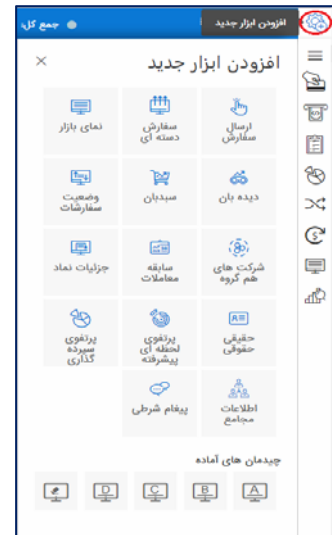 افزودن ابزار جدید
جمع کل:
افزودن ابزار جدید
ارسال
سفارش
سفارش
دسته ای
نمای بازار
دیده بان
سبدبان
وضعیت
سفارشات
شرکت های
هم گروه
سابقه
معاملات
جزئیات نماد
حقیقی
حقوقی
پرتفوی
لحظه ای
پیشرفته
پرتفوی
سپرده
گذاری
اطلاعات
مجامع
پیغام شرطی
چیدمان های آماده
A
B
C
D